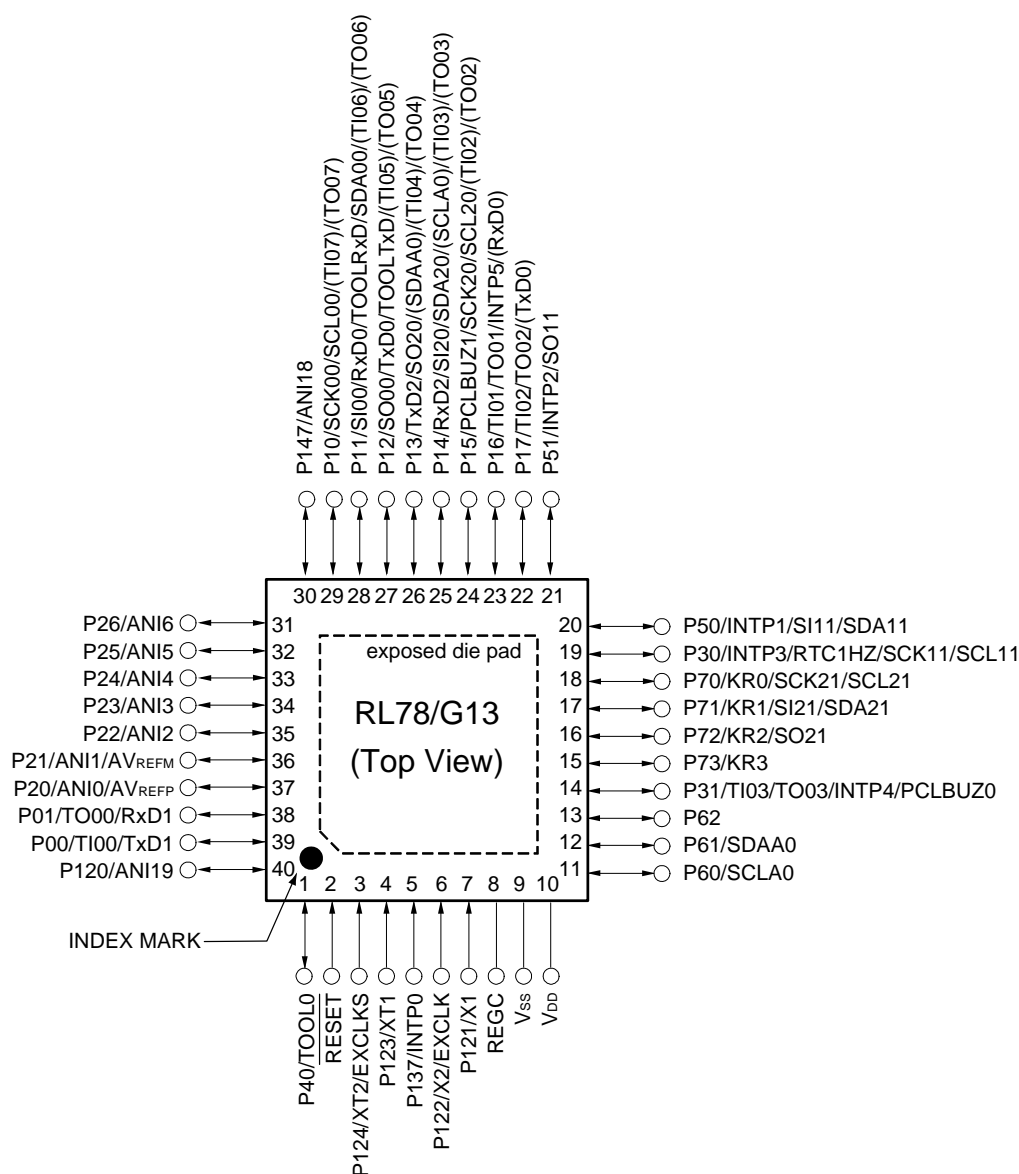 P147/ANI18
P10/SCK00/SCL00/(TI07)/(TO07)
P11/SI00/RxD0/TOOLRxD/SDA00/(TI06)/(TO06)
P12/SO00/TxD0/TOOLTxD/(TI05)/(TO05)
P13/TxD2/SO20/(SDAA0)/(TI04)/(TO04)
P14/RxD2/SI20/SDA20/(SCLA0)/(TI03)/(TO03)
P15/PCLBUZ1/SCK20/SCL20/(TI02)/(TO02)
P16/TI01/TO01/INTP5/(RxD0)
P17/TI02/TO02/(TxD0)
P51/INTP2/SO11
30 29 28 27 26 25 24 23 22 21
P26/ANI6 31
P25/ANI5 32
P24/ANI4 33
P23/ANI3 34
P22/ANI2 35
P21/ANI1/AVREFM 36
P20/ANI0/AVREFP 37
P01/TO00/RxD1 38
P00/TI00/TxD1 39
P120/ANI19 40
exposed die pad
RL78/G13
(Top View)
20 P50/INTP1/SI11/SDA11
19 P30/INTP3/RTC1HZ/SCK11/SCL11
18 P70/KR0/SCK21/SCL21
17 P71/KR1/SI21/SDA21
16 P72/KR2/SO21
15 P73/KR3
14 P31/TI03/TO03/INTP4/PCLBUZ0
13 P62
12 P61/SDAA0
11 P60/SCLA0
1 2 3 4 5 6 7 8 9 10
INDEX MARK
P40/TOOL0
RESET
P124/XT2/EXCLKS
P123/XT1
P137/INTP0
P122/X2/EXCLK
P121/X1
REGC
VSS
VDD